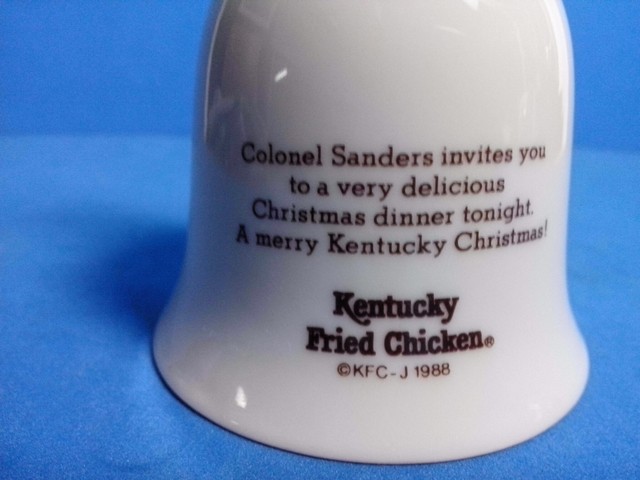 Colonel Sanders invites you
to a very delicious
Christmas dinner tonight.
A merry Kentucky Christmas!
Kentucky
Fried Chicken®
©KFC-J 1988